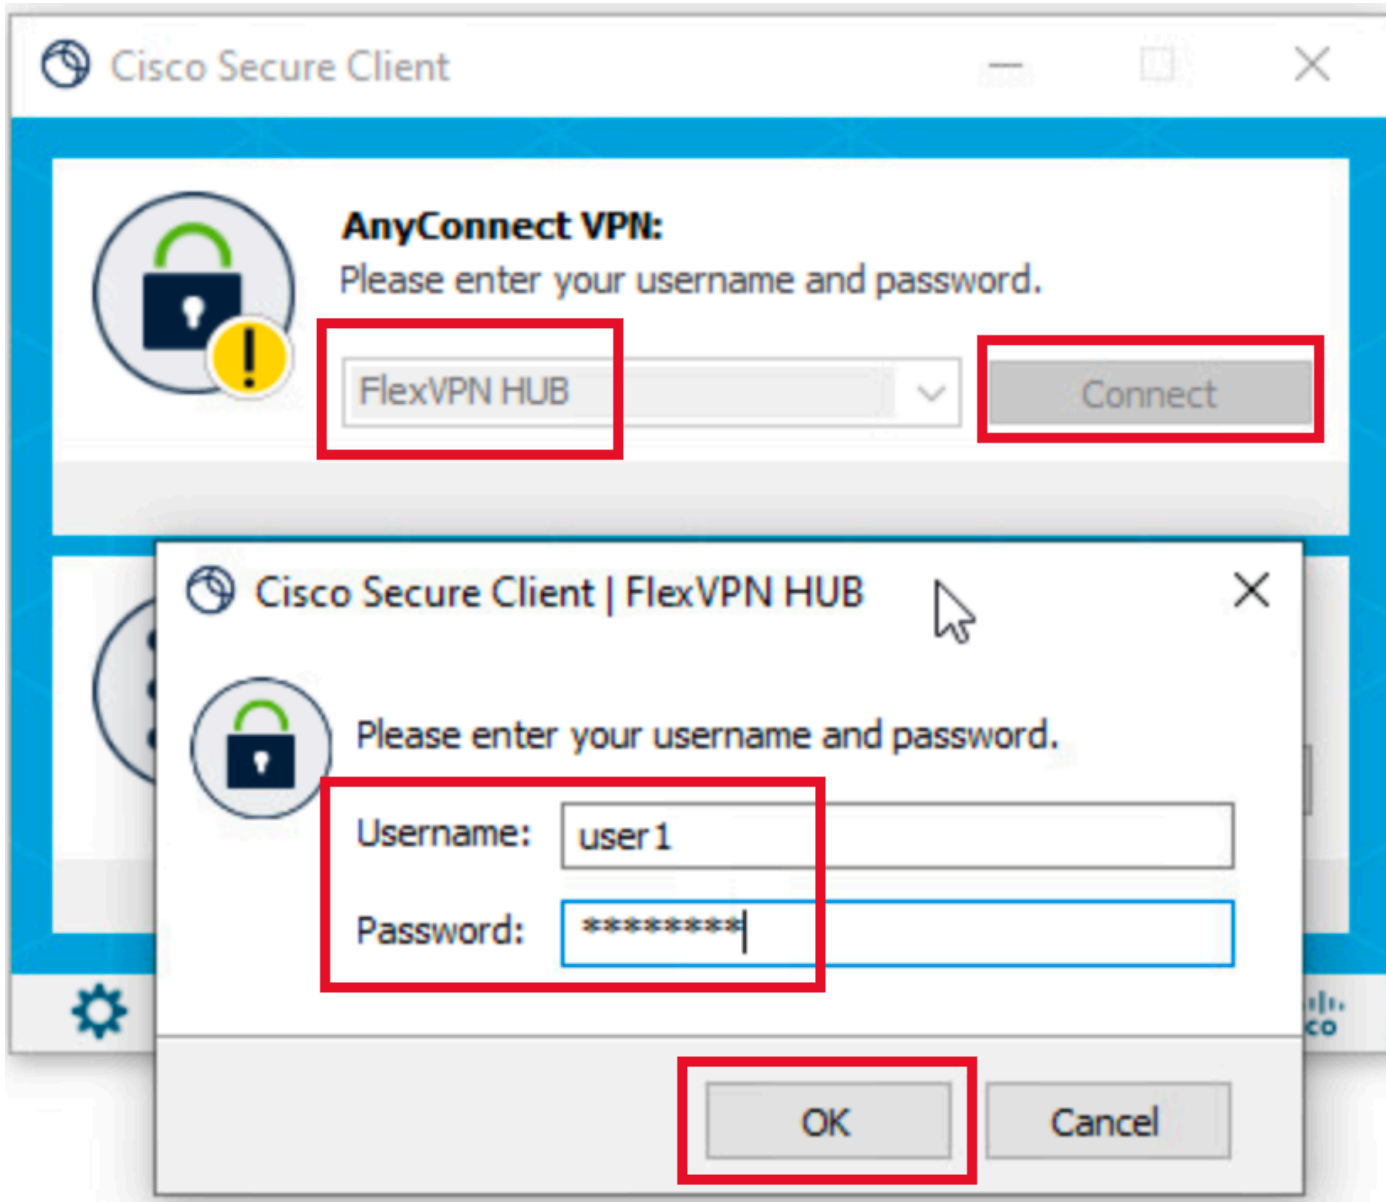 Cisco Secure Client
AnyConnect VPN:
Please enter your username and password.
FlexVPN HUB
Connect
Cisco Secure Client | FlexVPN HUB
Please enter your username and password.
Username: user1
Password: ********
OK
Cancel
co